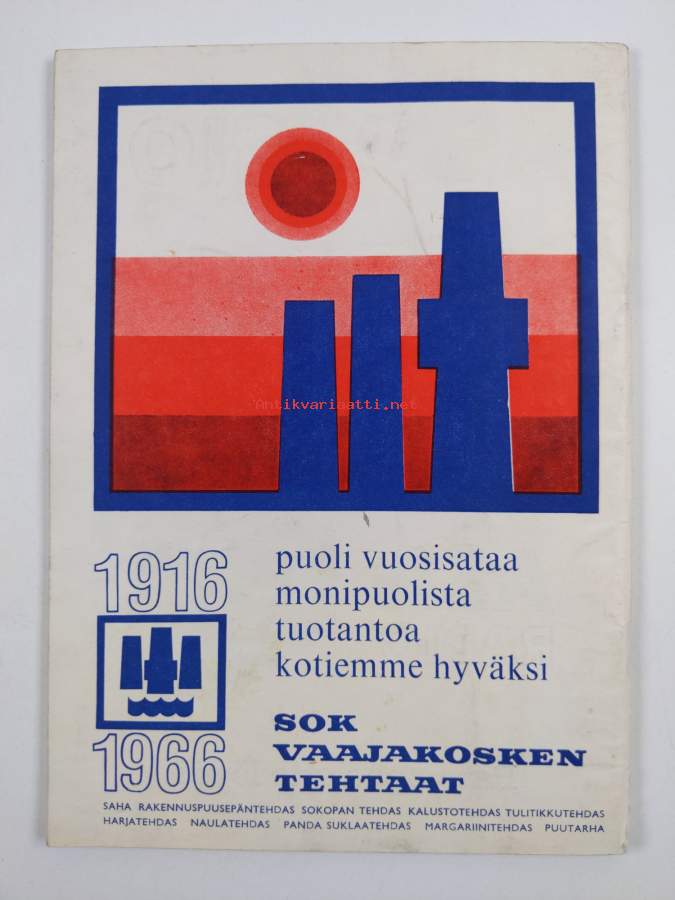 Antikvariaatti.net
1916
1966
puoli vuosisataa
monipuolista
tuotantoa
kotiemme hyväksi
SOK
VAAJAKOSKEN
TEHTAAT
SAHA RAKENNUSPUUSEPÄNTEHDAS SOKOPAN TEHDAS KALUSTOTEHDAS TULITIKKUTEHDAS
HARJATEHDAS NAULATEHDAS PANDA SUKLAATEHDAS MARGARIINITEHDAS PUUTARHA